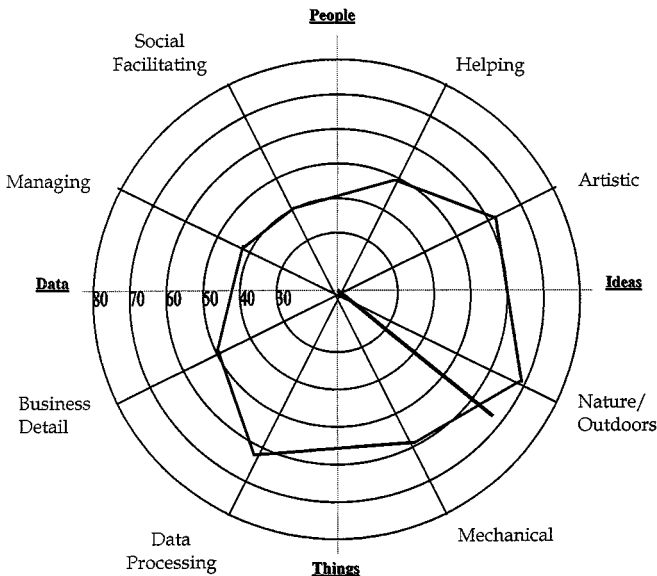 People
Social
Facilitating
Helping
Managing
Artistic
Data
80 70 60 50 40 30
Ideas
Business
Detail
Nature/
Outdoors
Data
Processing
Mechanical
Things